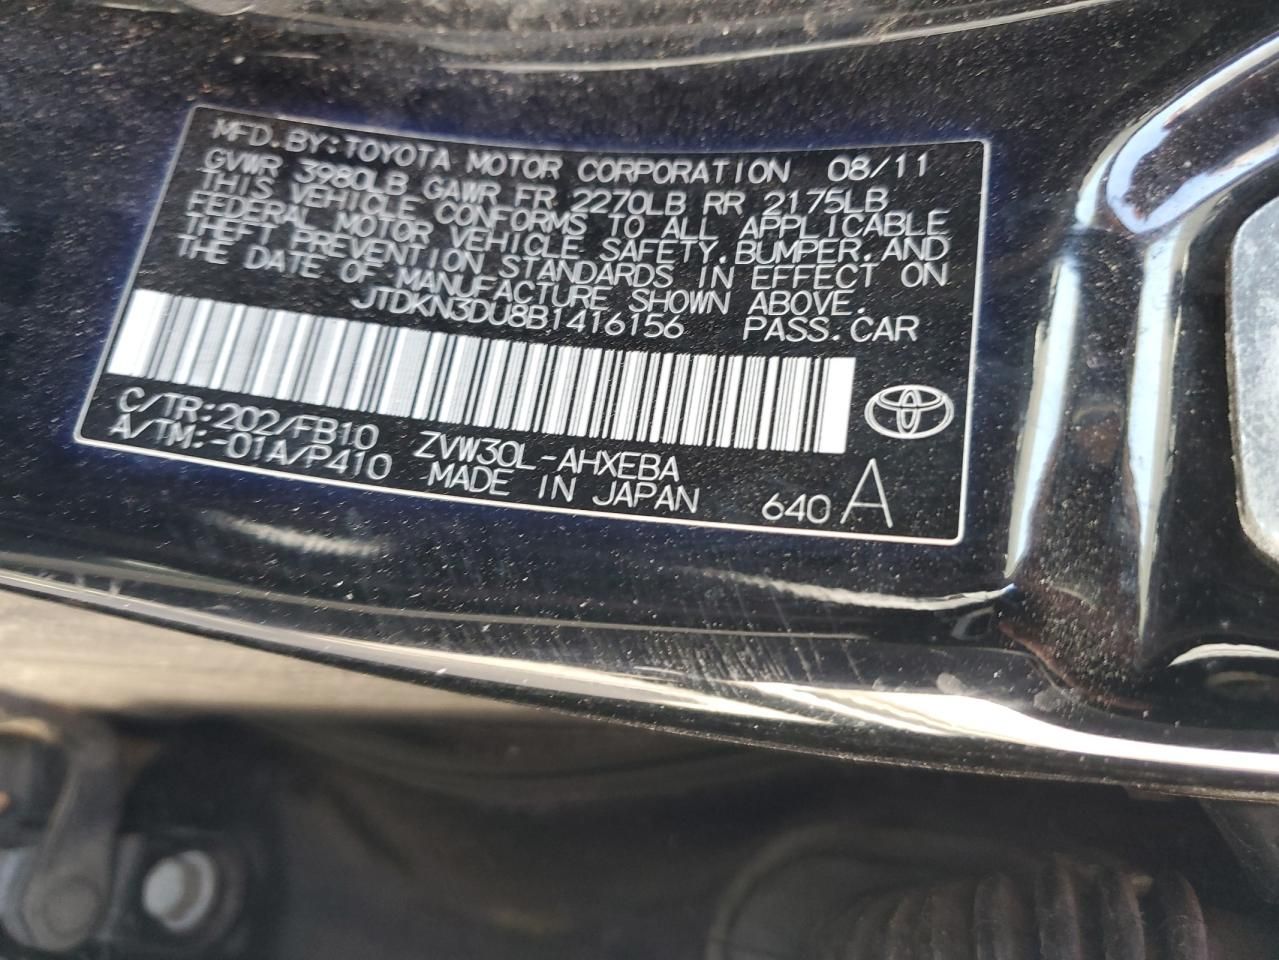 MFD.BY:TOYOTA MOTOR CORPORATION 08/11
GVWR 3980LB GAWR FR 2270LB RR 2175LB
THIS VEHICLE CONFORMS TO ALL APPLICABLE
FEDERAL MOTOR VEHICLE SAFETY,BUMPER,AND
THEFT PREVENTION STANDARDS IN EFFECT ON
THE DATE OF MANUFACTURE SHOWN ABOVE.
JTDKN3DU8B1416156 PASS.CAR
C/TR:202/FB10 ZVW30L-AHXEBA
A/TM:-01A/P410 MADE IN JAPAN 640 A